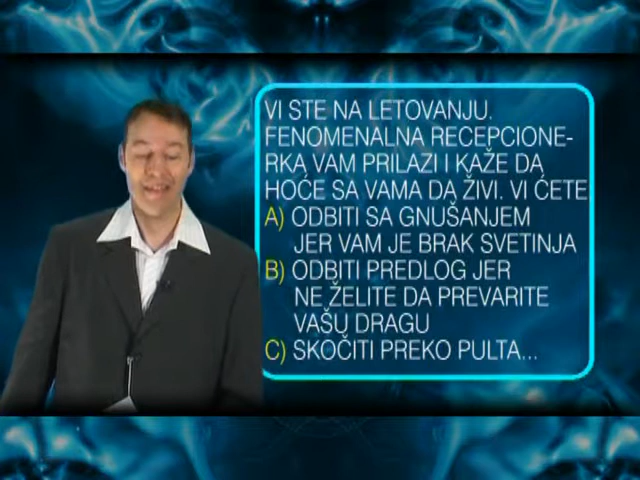 VI STE NA LETOVANJU.
FENOMENALNA RECEPCIONE-
RKA VAM PRILAZI I KAŽE DA
HOĆE SA VAMA DA ŽIVI. VI ĆETE
A) ODBITI SA GNUŠANJEM
JER VAM JE BRAK SVETINJA
B) ODBITI PREDLOG JER
NE ŽELITE DA PREVARITE
VAŠU DRAGU
C) SKOČITI PREKO PULTA...